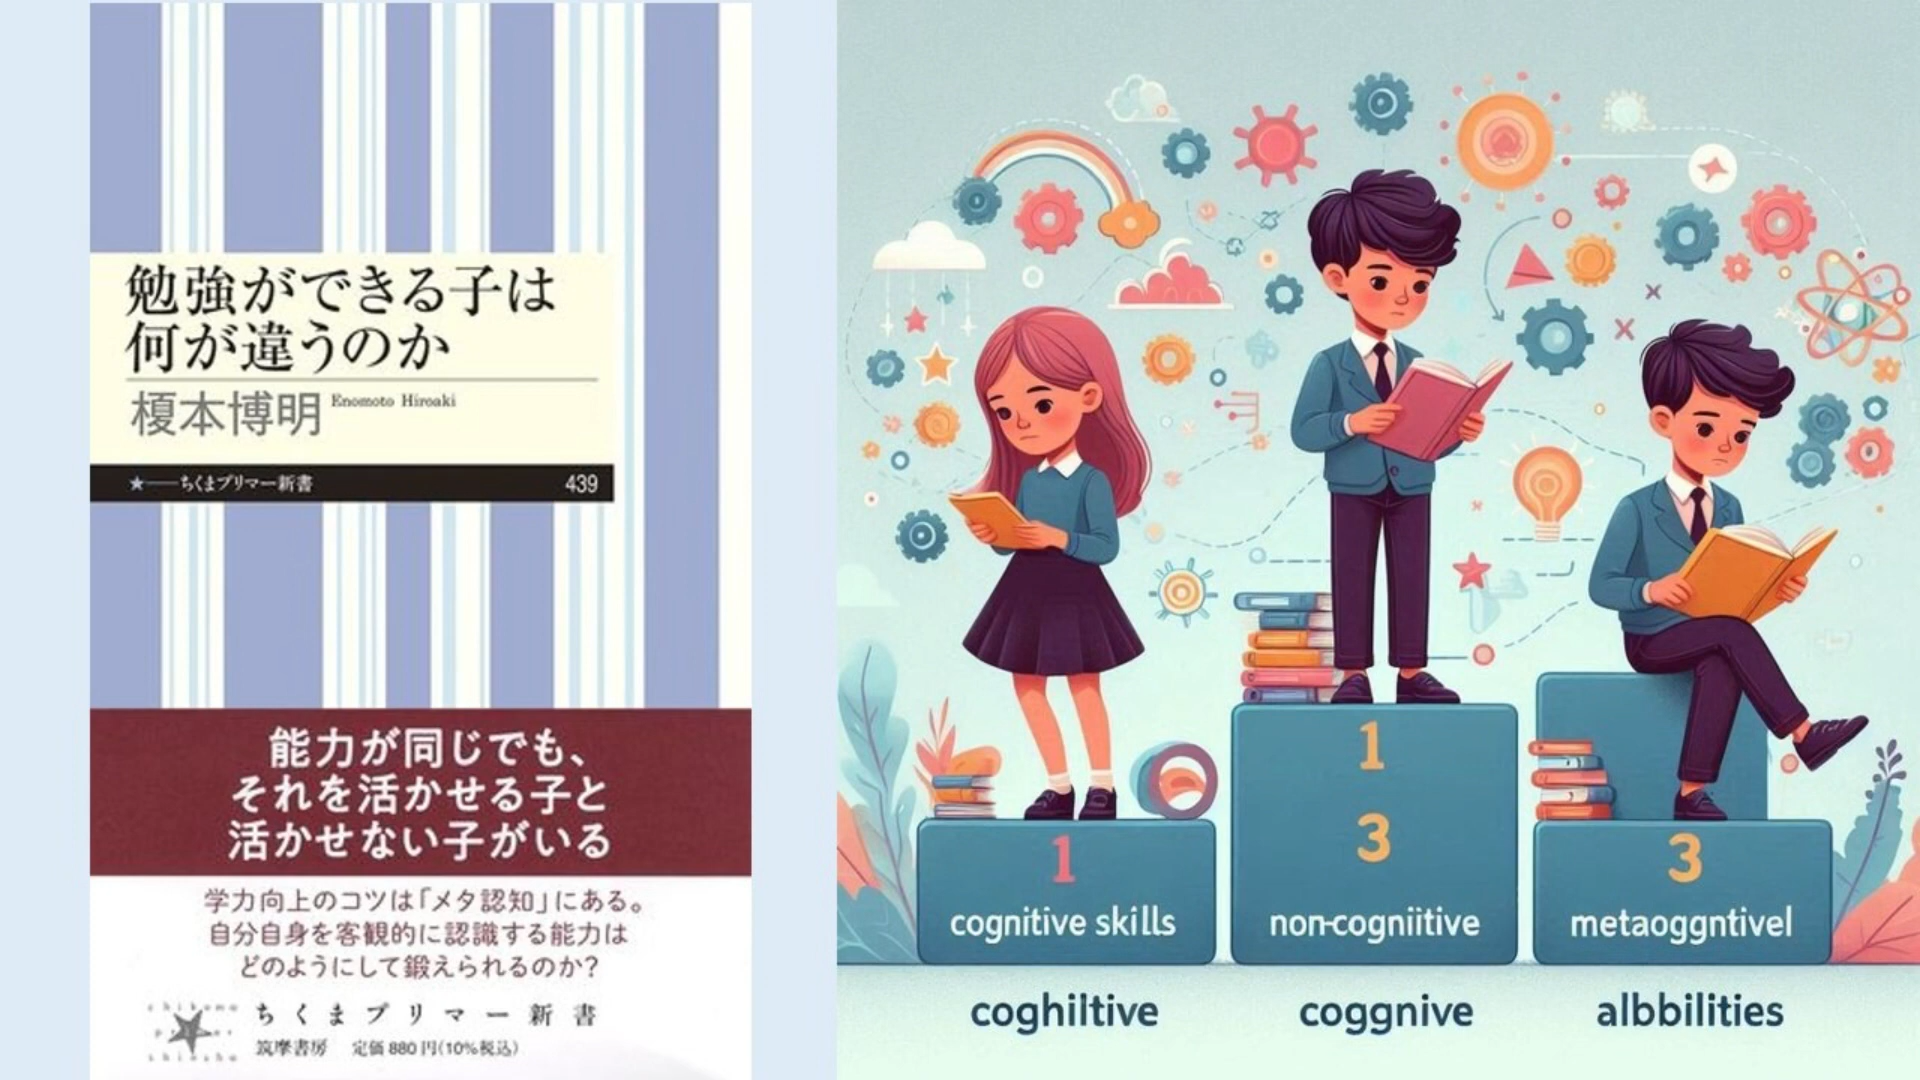 勉強ができる子は
何が違うのか
榎本博明 Enomoto Hiroaki
★──ちくまプリマー新書 439
能力が同じでも、
それを活かせる子と
活かせない子がいる
学力向上のコツは「メタ認知」にある。
自分自身を客観的に認識する能力は
どのようにして鍛えられるのか?
chikuma
primer
shinsho
ちくまプリマー新書
筑摩書房 定価880円(10%税込)
1
cognitive skills
1
3
non-cogniitive
3
metaoggntivel
coghiltive
coggnive
albbilities